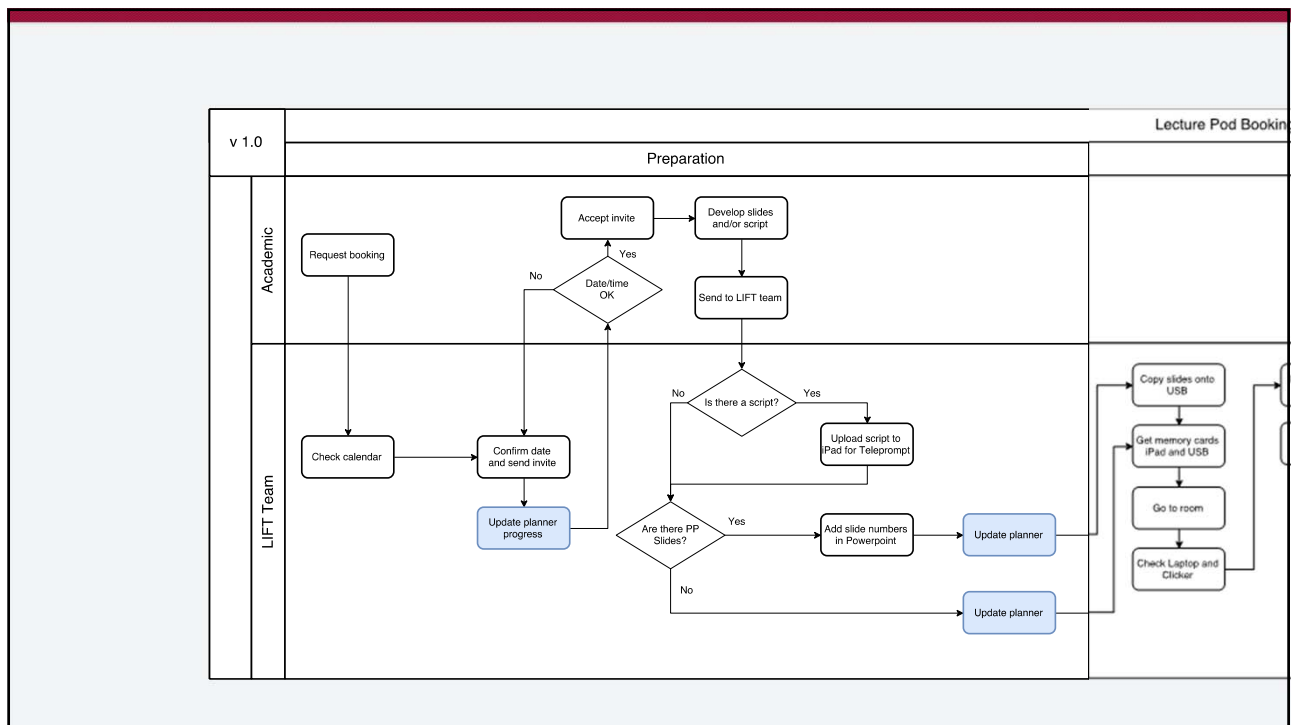 v 1.0
Lecture Pod Bookin
Preparation
Academic
Request booking
Accept invite
Develop slides
and/or script
Yes
No
Date/time
OK
Send to LIFT team
LIFT Team
Check calendar
Confirm date
and send invite
Update planner
progress
No
Is there a script?
Yes
Upload script to
iPad for Teleprompt
Are there PP
Slides?
Yes
Add slide numbers
in Powerpoint
Update planner
No
Update planner
Copy slides onto
USB
Get memory cards
iPad and USB
Go to room
Check Laptop and
Clicker